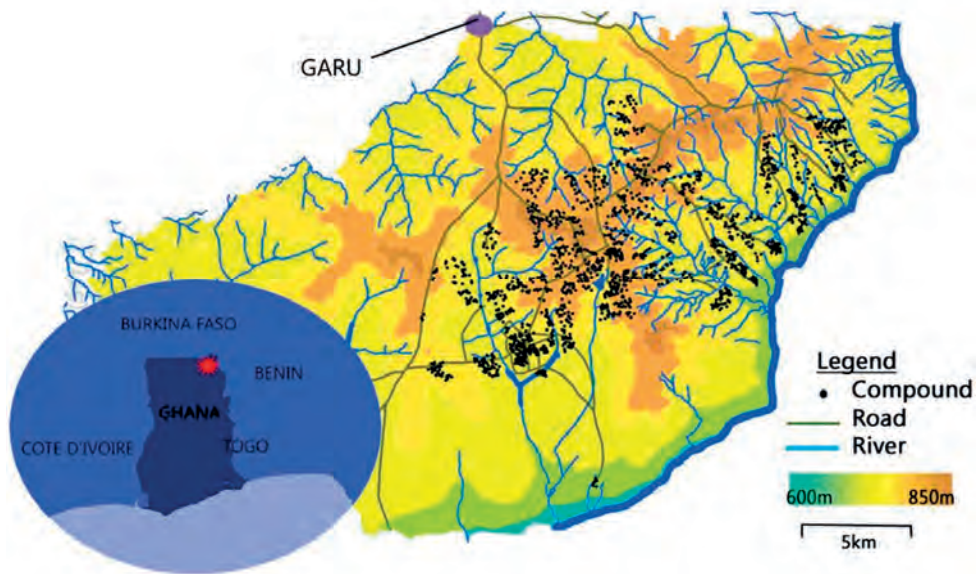 GARU
BURKINA FASO
BENIN
GHANA
COTE D'IVOIRE
TOGO
Legend
Compound
Road
River
600m
850m
5km